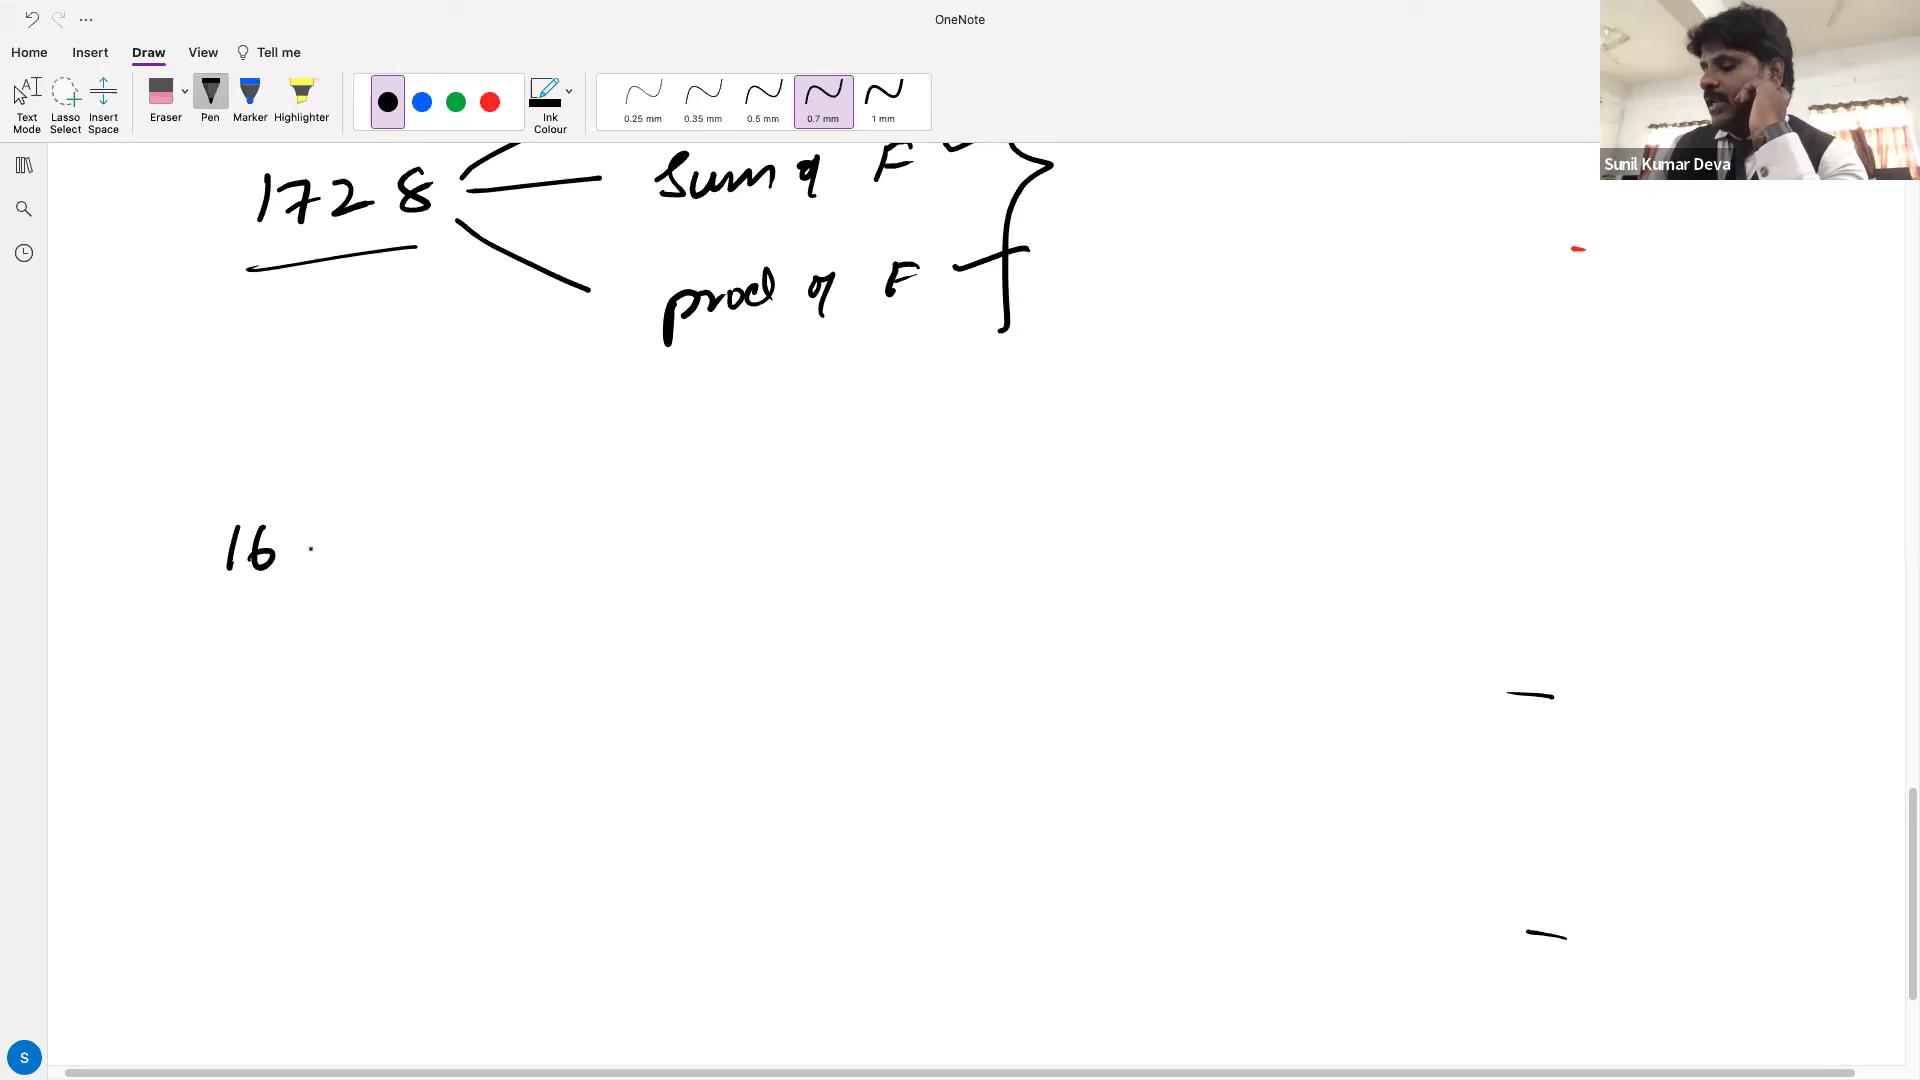 OneNote
Home Insert Draw View Tell me
Text Mode
Lasso Select
Insert Space
Eraser
Pen
Marker
Highlighter
Ink Colour
0.25 mm
0.35 mm
0.5 mm
0.7 mm
1 mm
Sunil Kumar Deva
1728
Sum of F
prod of F
16
S